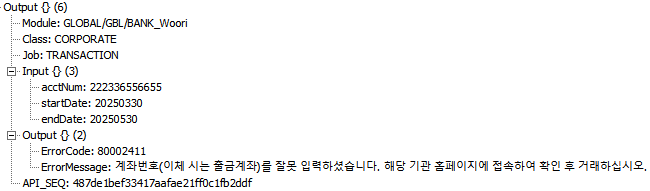 Output {} (6)
Module: GLOBAL/GBL/BANK_Woori
Class: CORPORATE
Job: TRANSACTION
Input {} (3)
acctNum: 222336556655
startDate: 20250330
endDate: 20250530
Output {} (2)
ErrorCode: 80002411
ErrorMessage: 계좌번호(이체 시는 출금계좌)를 잘못 입력하셨습니다. 해당 기관 홈페이지에 접속하여 확인 후 거래하십시오.
API_SEQ: 487de1bef33417aafae21ff0c1fb2ddf